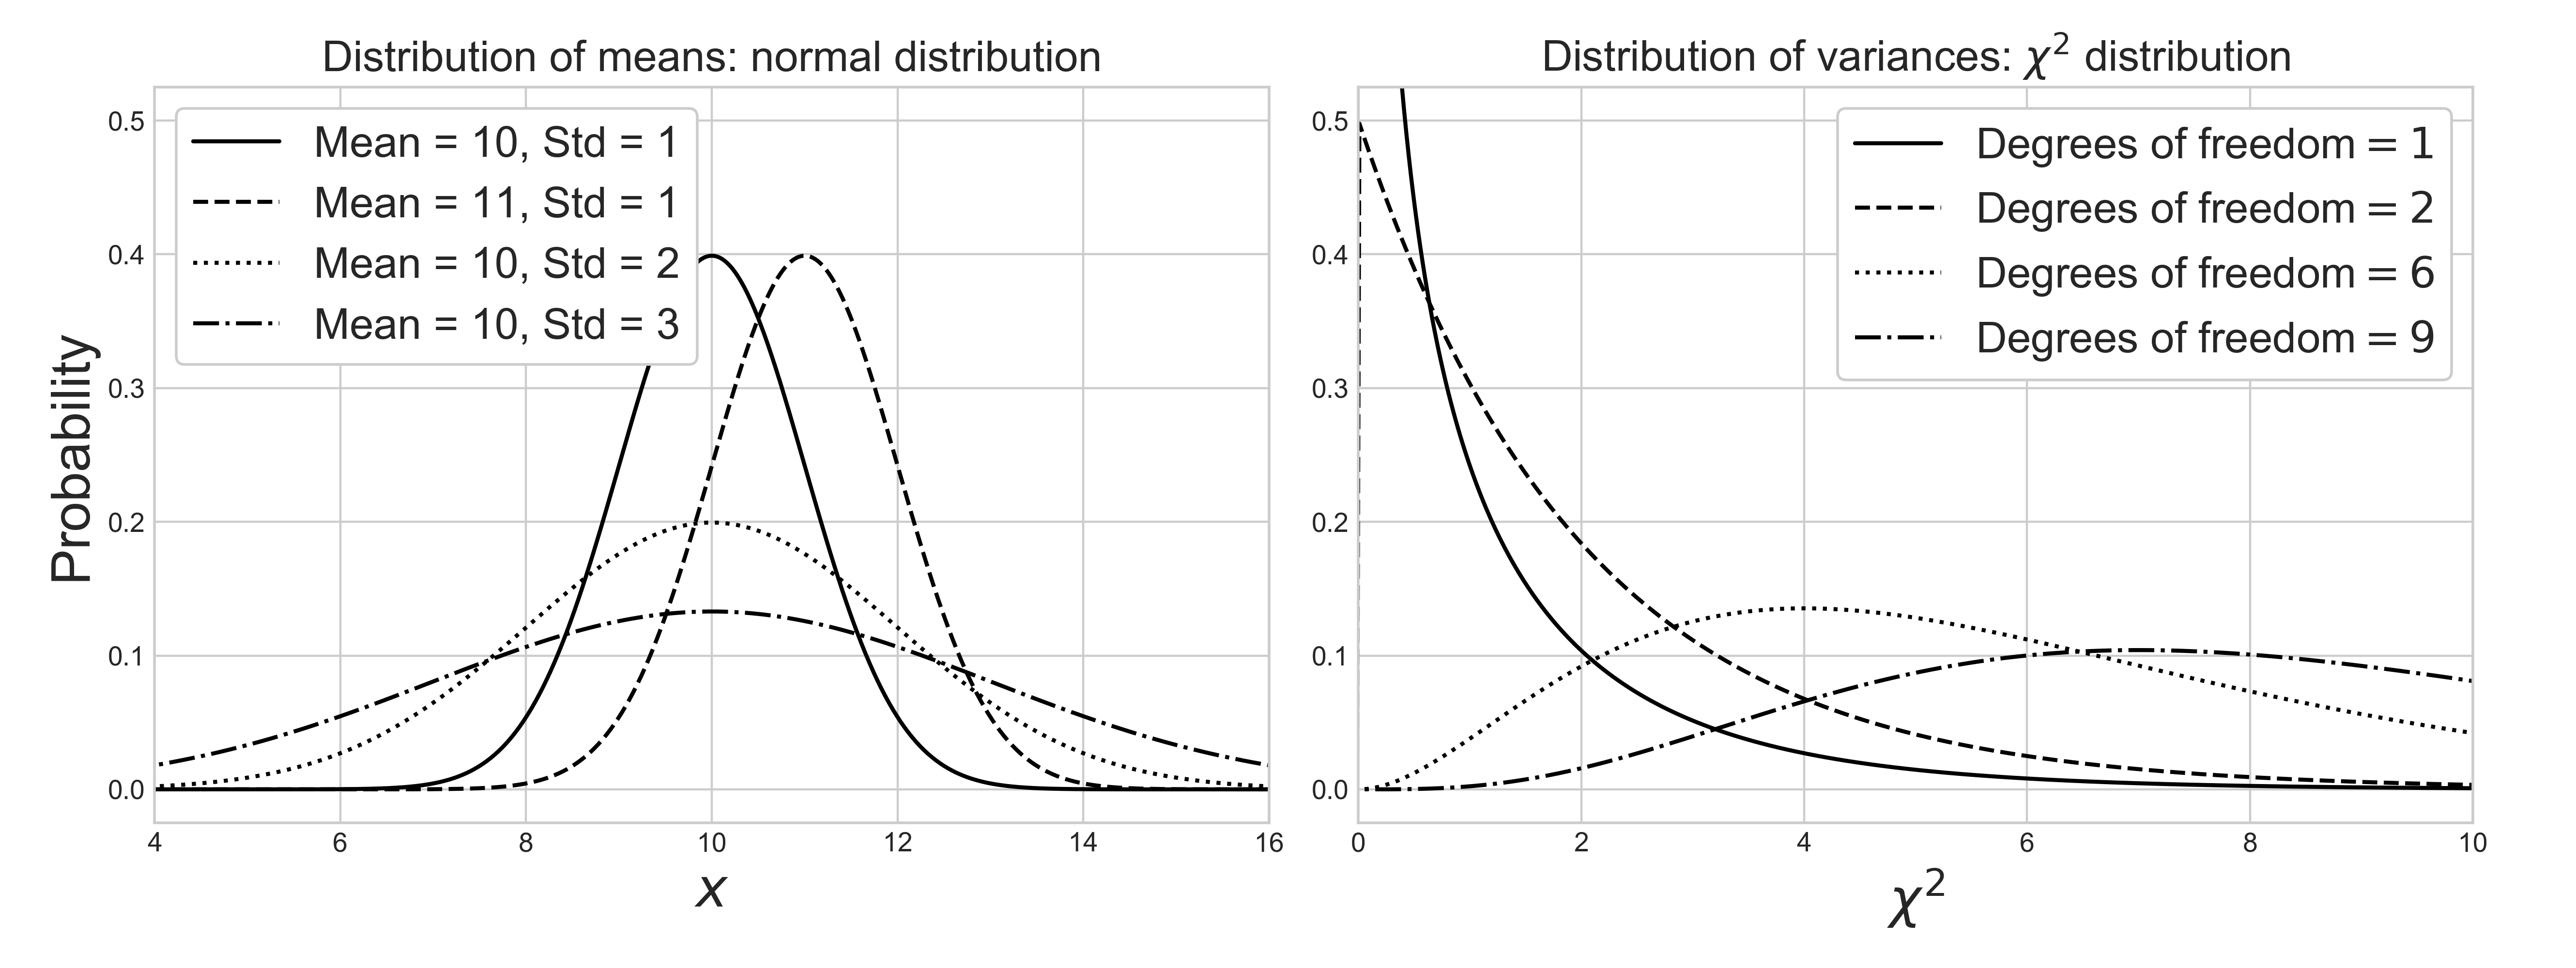 Distribution of means: normal distribution
Probability
0.5
0.4
0.3
0.2
0.1
0.0
Mean = 10, Std = 1
Mean = 11, Std = 1
Mean = 10, Std = 2
Mean = 10, Std = 3
4 6 8 10 12 14 16
x
Distribution of variances: χ² distribution
0.5
0.4
0.3
0.2
0.1
0.0
Degrees of freedom = 1
Degrees of freedom = 2
Degrees of freedom = 6
Degrees of freedom = 9
0 2 4 6 8 10
χ²